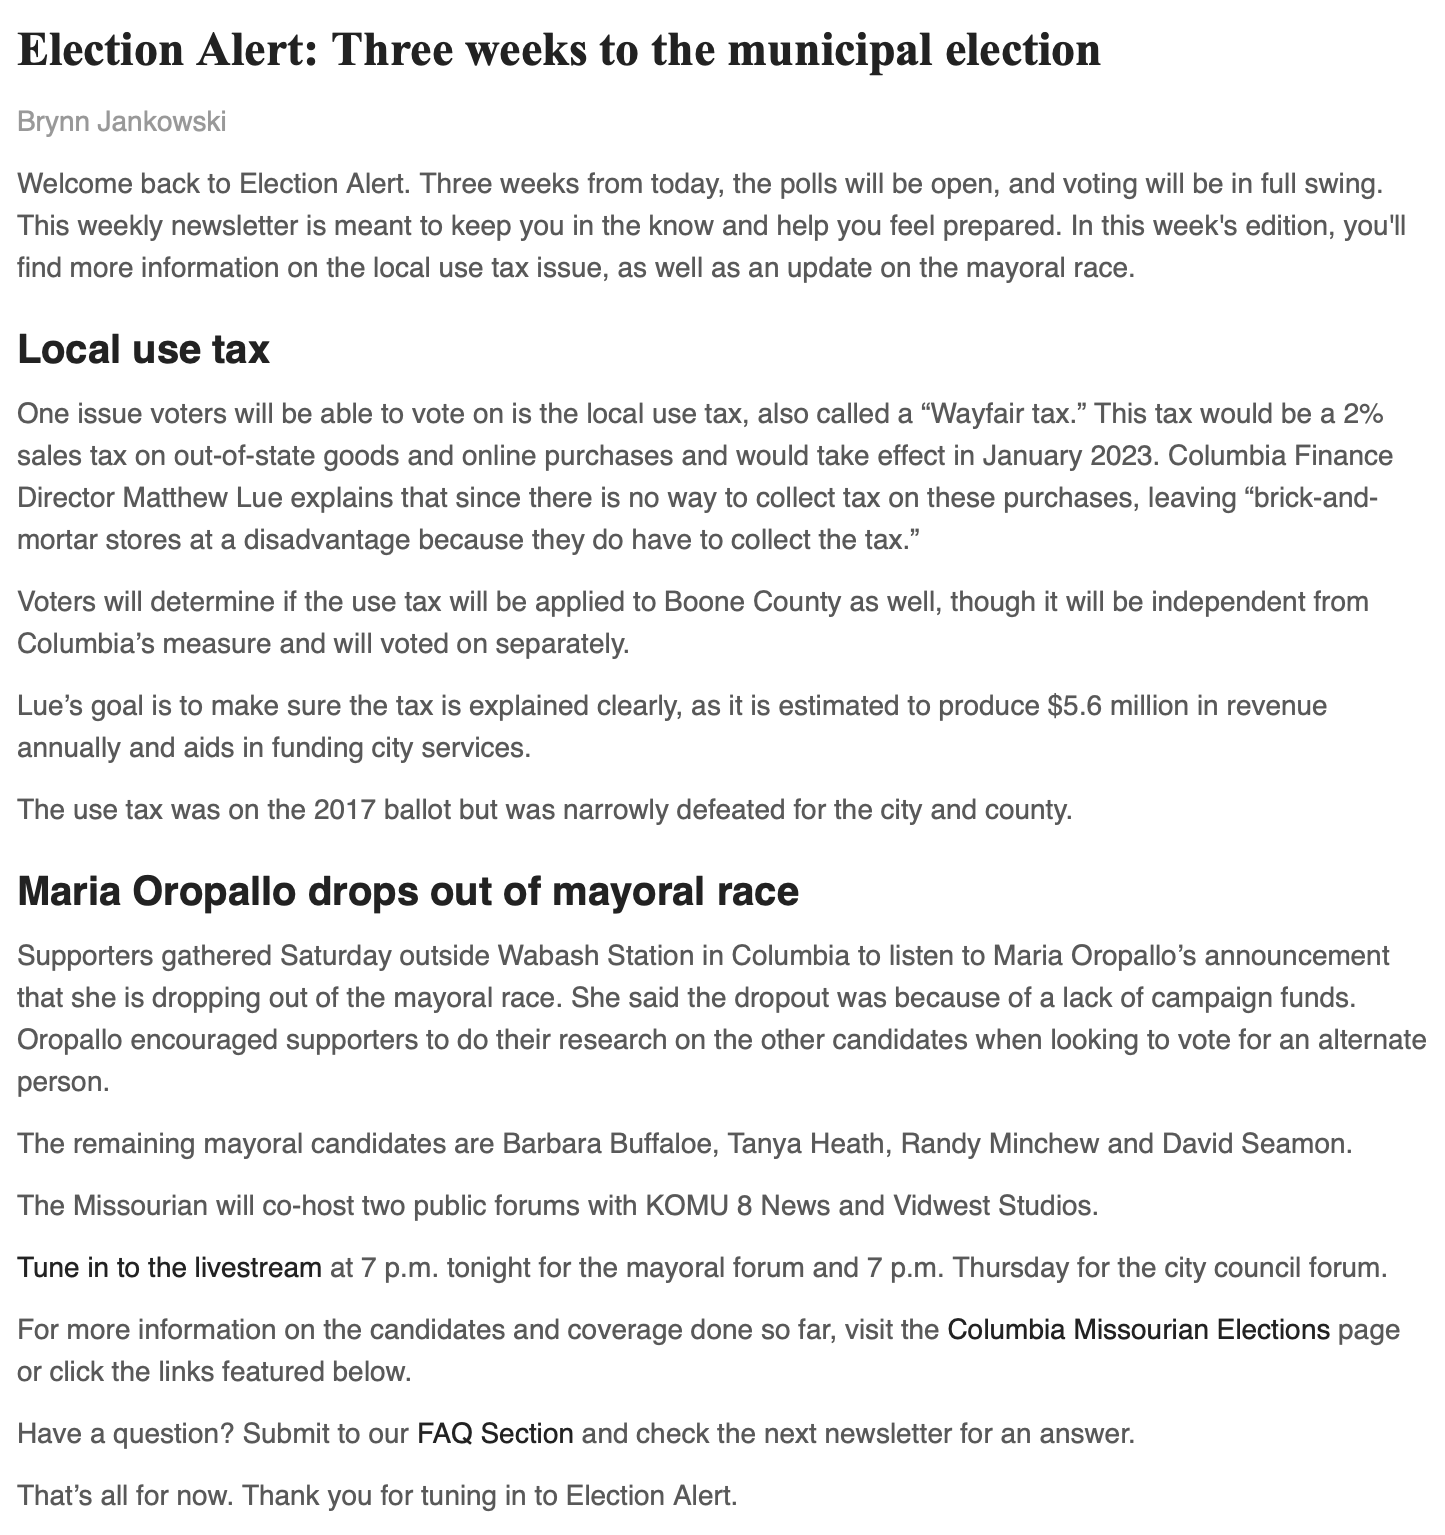 Election Alert: Three weeks to the municipal election
Brynn Jankowski
Welcome back to Election Alert. Three weeks from today, the polls will be open, and voting will be in full swing.
This weekly newsletter is meant to keep you in the know and help you feel prepared. In this week's edition, you'll
find more information on the local use tax issue, as well as an update on the mayoral race.
Local use tax
One issue voters will be able to vote on is the local use tax, also called a “Wayfair tax.” This tax would be a 2%
sales tax on out-of-state goods and online purchases and would take effect in January 2023. Columbia Finance
Director Matthew Lue explains that since there is no way to collect tax on these purchases, leaving “brick-and-
mortar stores at a disadvantage because they do have to collect the tax.”
Voters will determine if the use tax will be applied to Boone County as well, though it will be independent from
Columbia’s measure and will voted on separately.
Lue’s goal is to make sure the tax is explained clearly, as it is estimated to produce $5.6 million in revenue
annually and aids in funding city services.
The use tax was on the 2017 ballot but was narrowly defeated for the city and county.
Maria Oropallo drops out of mayoral race
Supporters gathered Saturday outside Wabash Station in Columbia to listen to Maria Oropallo’s announcement
that she is dropping out of the mayoral race. She said the dropout was because of a lack of campaign funds.
Oropallo encouraged supporters to do their research on the other candidates when looking to vote for an alternate
person.
The remaining mayoral candidates are Barbara Buffaloe, Tanya Heath, Randy Minchew and David Seamon.
The Missourian will co-host two public forums with KOMU 8 News and Vidwest Studios.
Tune in to the livestream at 7 p.m. tonight for the mayoral forum and 7 p.m. Thursday for the city council forum.
For more information on the candidates and coverage done so far, visit the Columbia Missourian Elections page
or click the links featured below.
Have a question? Submit to our FAQ Section and check the next newsletter for an answer.
That’s all for now. Thank you for tuning in to Election Alert.